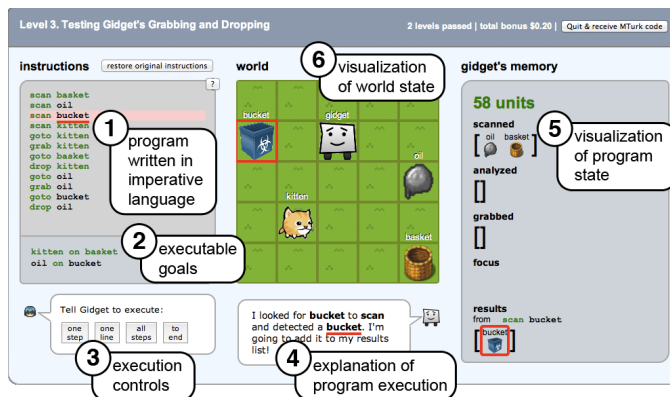 Level 3. Testing Gidget's Grabbing and Dropping
2 levels passed | total bonus $0.20 | Quit & receive MTurk code
instructions
restore original instructions
?
scan basket
scan oil
scan bucket
scan kitten
goto kitten
grab kitten
goto basket
drop kitten
goto oil
grab oil
goto bucket
drop oil
1 program
written in
imperative
language
kitten on basket
oil on bucket
2 executable
goals
Tell Gidget to execute:
one step
one line
all steps
to end
3 execution
controls
world
6 visualization
of world state
bucket
gidget
oil
kitten
basket
I looked for bucket to scan
and detected a bucket. I'm
going to add it to my results
list!
4 explanation of
program execution
gidget's memory
58 units
scanned
[ oil basket ]
5 visualization
of program
state
analyzed
[]
grabbed
[]
focus
results
from scan bucket
[ bucket ]